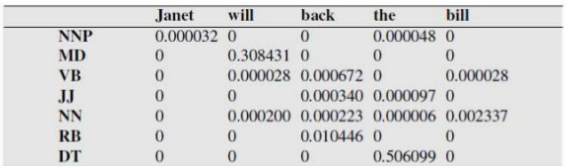 Janet will back the bill
NNP 0.000032 0 0 0.000048 0
MD 0 0.308431 0 0 0
VB 0 0.000028 0.000672 0 0.000028
JJ 0 0 0.000340 0.000097 0
NN 0 0.000200 0.000223 0.000006 0.002337
RB 0 0 0.010446 0 0
DT 0 0 0 0.506099 0